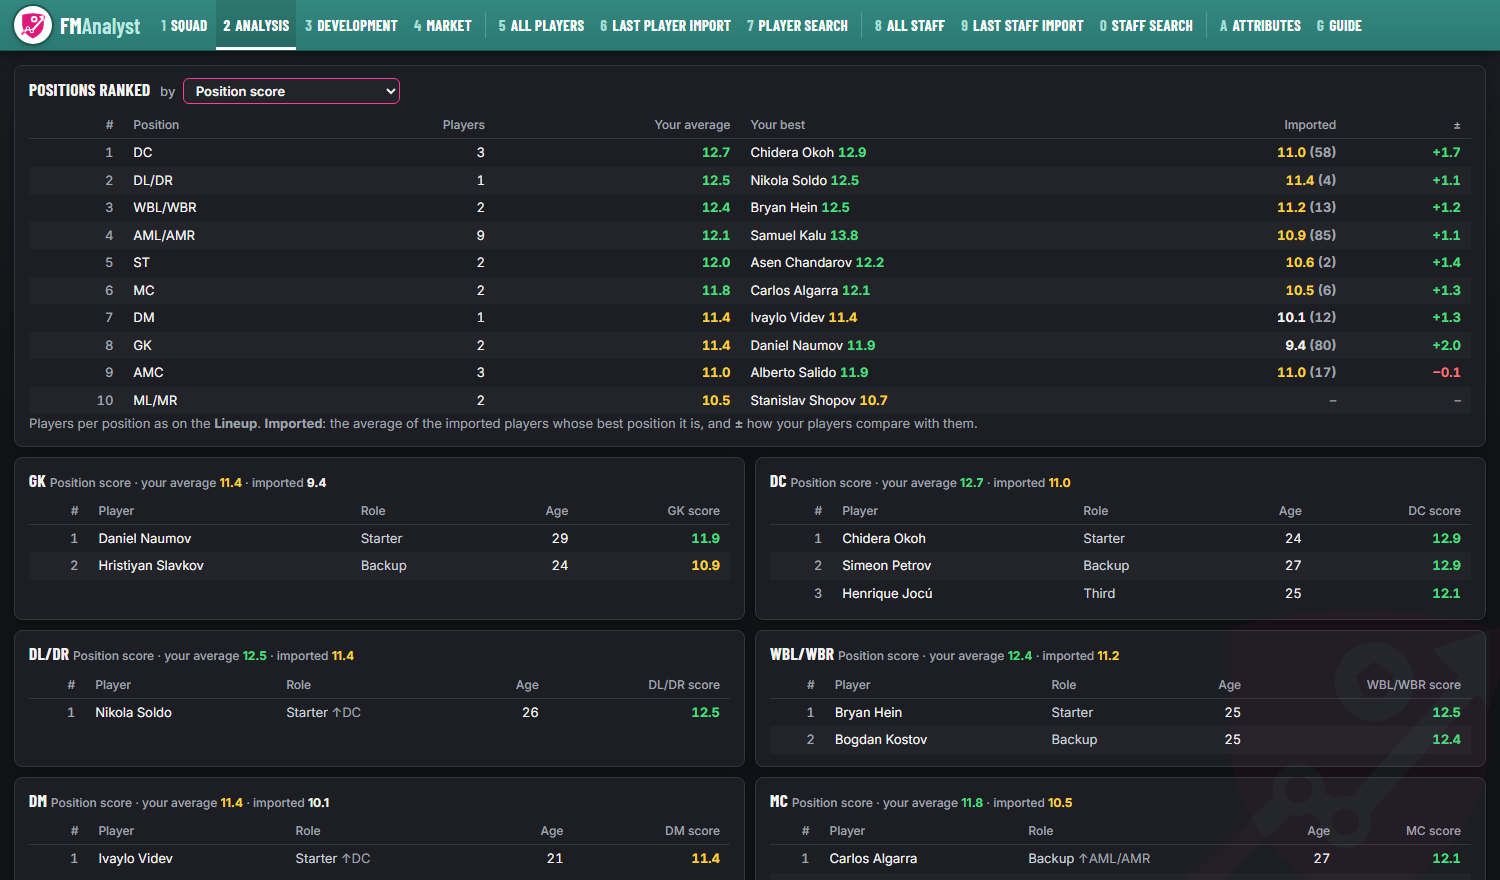 FMAnalyst 1 SQUAD 2 ANALYSIS 3 DEVELOPMENT 4 MARKET 5 ALL PLAYERS 6 LAST PLAYER IMPORT 7 PLAYER SEARCH 8 ALL STAFF 9 LAST STAFF IMPORT 0 STAFF SEARCH A ATTRIBUTES G GUIDE
POSITIONS RANKED by Position score
# Position Players Your average Your best Imported ±
1 DC 3 12.7 Chidera Okoh 12.9 11.0 (58) +1.7
2 DL/DR 1 12.5 Nikola Soldo 12.5 11.4 (4) +1.1
3 WBL/WBR 2 12.4 Bryan Hein 12.5 11.2 (13) +1.2
4 AML/AMR 9 12.1 Samuel Kalu 13.8 10.9 (85) +1.1
5 ST 2 12.0 Asen Chandarov 12.2 10.6 (2) +1.4
6 MC 2 11.8 Carlos Algarra 12.1 10.5 (6) +1.3
7 DM 1 11.4 Ivaylo Videv 11.4 10.1 (12) +1.3
8 GK 2 11.4 Daniel Naumov 11.9 9.4 (80) +2.0
9 AMC 3 11.0 Alberto Salido 11.9 11.0 (17) −0.1
10 ML/MR 2 10.5 Stanislav Shopov 10.7 – –
Players per position as on the Lineup. Imported: the average of the imported players whose best position it is, and ± how your players compare with them.
GK Position score · your average 11.4 · imported 9.4
# Player Role Age GK score
1 Daniel Naumov Starter 29 11.9
2 Hristiyan Slavkov Backup 24 10.9
DC Position score · your average 12.7 · imported 11.0
# Player Role Age DC score
1 Chidera Okoh Starter 24 12.9
2 Simeon Petrov Backup 27 12.9
3 Henrique Jocú Third 25 12.1
DL/DR Position score · your average 12.5 · imported 11.4
# Player Role Age DL/DR score
1 Nikola Soldo Starter ↑DC 26 12.5
WBL/WBR Position score · your average 12.4 · imported 11.2
# Player Role Age WBL/WBR score
1 Bryan Hein Starter 25 12.5
2 Bogdan Kostov Backup 25 12.4
DM Position score · your average 11.4 · imported 10.1
# Player Role Age DM score
1 Ivaylo Videv Starter ↑DC 21 11.4
MC Position score · your average 11.8 · imported 10.5
# Player Role Age MC score
1 Carlos Algarra Backup ↑AML/AMR 27 12.1